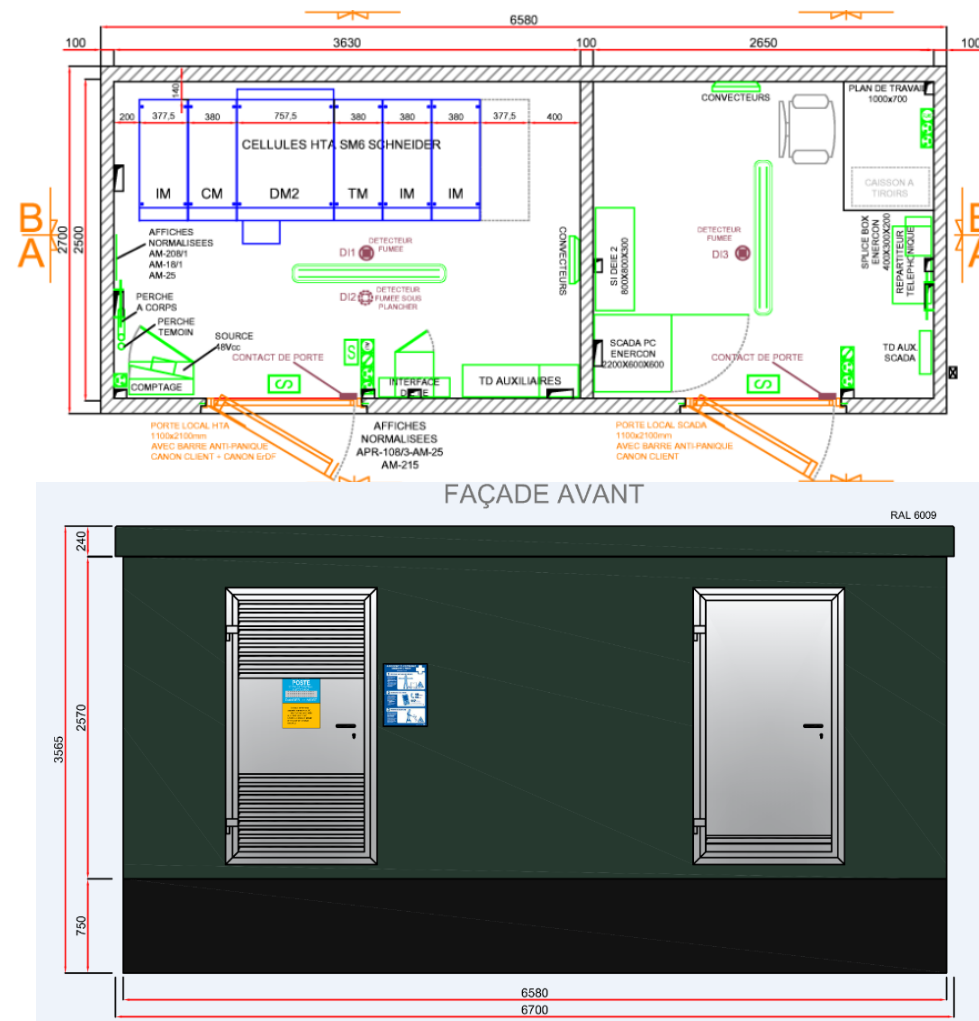 6580
100
3630
100
2650
100
140
200
377,5
380
757,5
380
380
380
377,5
400
CELLULES HTA SM6 SCHNEIDER
IM
CM
DM2
TM
IM
IM
B
A
2700
2500
AFFICHES
NORMALISEES
AM-208/1
AM-18/1
AM-25
PERCHE
A CORPS
PERCHE
TEMOIN
SOURCE
48Vcc
COMPTAGE
DI1
DETECTEUR
FUMEE
DI2
DETECTEUR
FUMEE SOUS
PLANCHER
CONTACT DE PORTE
S
S
INTERFACE
TD AUXILIAIRES
CONVECTEURS
CONVECTEURS
PLAN DE TRAVAIL
1000x700
CAISSON A
TIROIRS
DETECTEUR
FUMEE
DI3
SI DEIE 2
800X800X300
SCADA PC
ENERCON
2200X600X600
SPLICE BOX
ENERCON
400X300X200
REPARTITEUR
TELEPHONIQUE
TD AUX.
SCADA
CONTACT DE PORTE
S
PORTE LOCAL HTA
1100x2100mm
AVEC BARRE ANTI-PANIQUE
CANON CLIENT + CANON ErDF
AFFICHES
NORMALISEES
APR-108/3-AM-25
AM-215
PORTE LOCAL SCADA
1100x2100mm
AVEC BARRE ANTI-PANIQUE
CANON CLIENT
FAÇADE AVANT
RAL 6009
240
2570
3565
750
POSTE
6580
6700